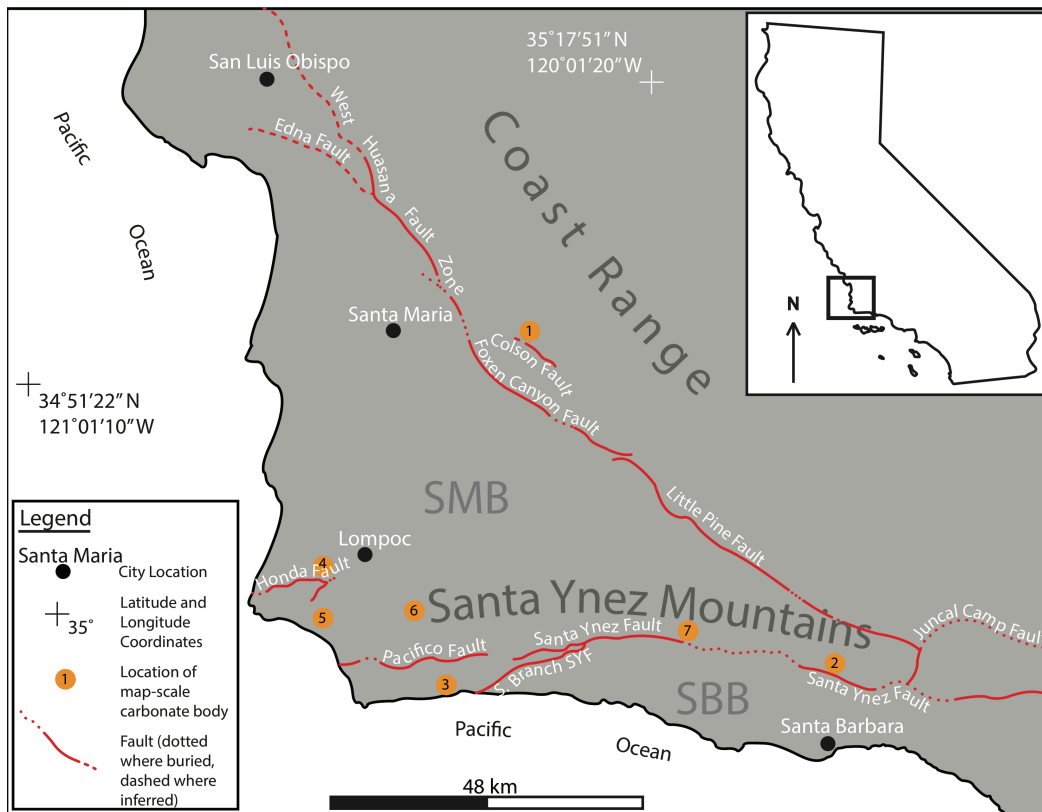 35°17'51" N
120°01'20" W
San Luis Obispo
Pacific
Ocean
West
Huasana
Fault
Zone
Edna Fault
Coast Range
N
Santa Maria
1
Colson Fault
Foxen Canyon Fault
34°51'22" N
121°01'10" W
SMB
Little Pine Fault
Lompoc
4
Honda Fault
5
6
Santa Ynez Mountains
7
Juncal Camp Fault
Santa Ynez Fault
Pacifico Fault
S. Branch SYF
3
2
Santa Ynez Fault
SBB
Santa Barbara
Pacific
Ocean
48 km
Legend
Santa Maria
City Location
35°
Latitude and
Longitude
Coordinates
1
Location of
map-scale
carbonate body
Fault (dotted
where buried,
dashed where
inferred)